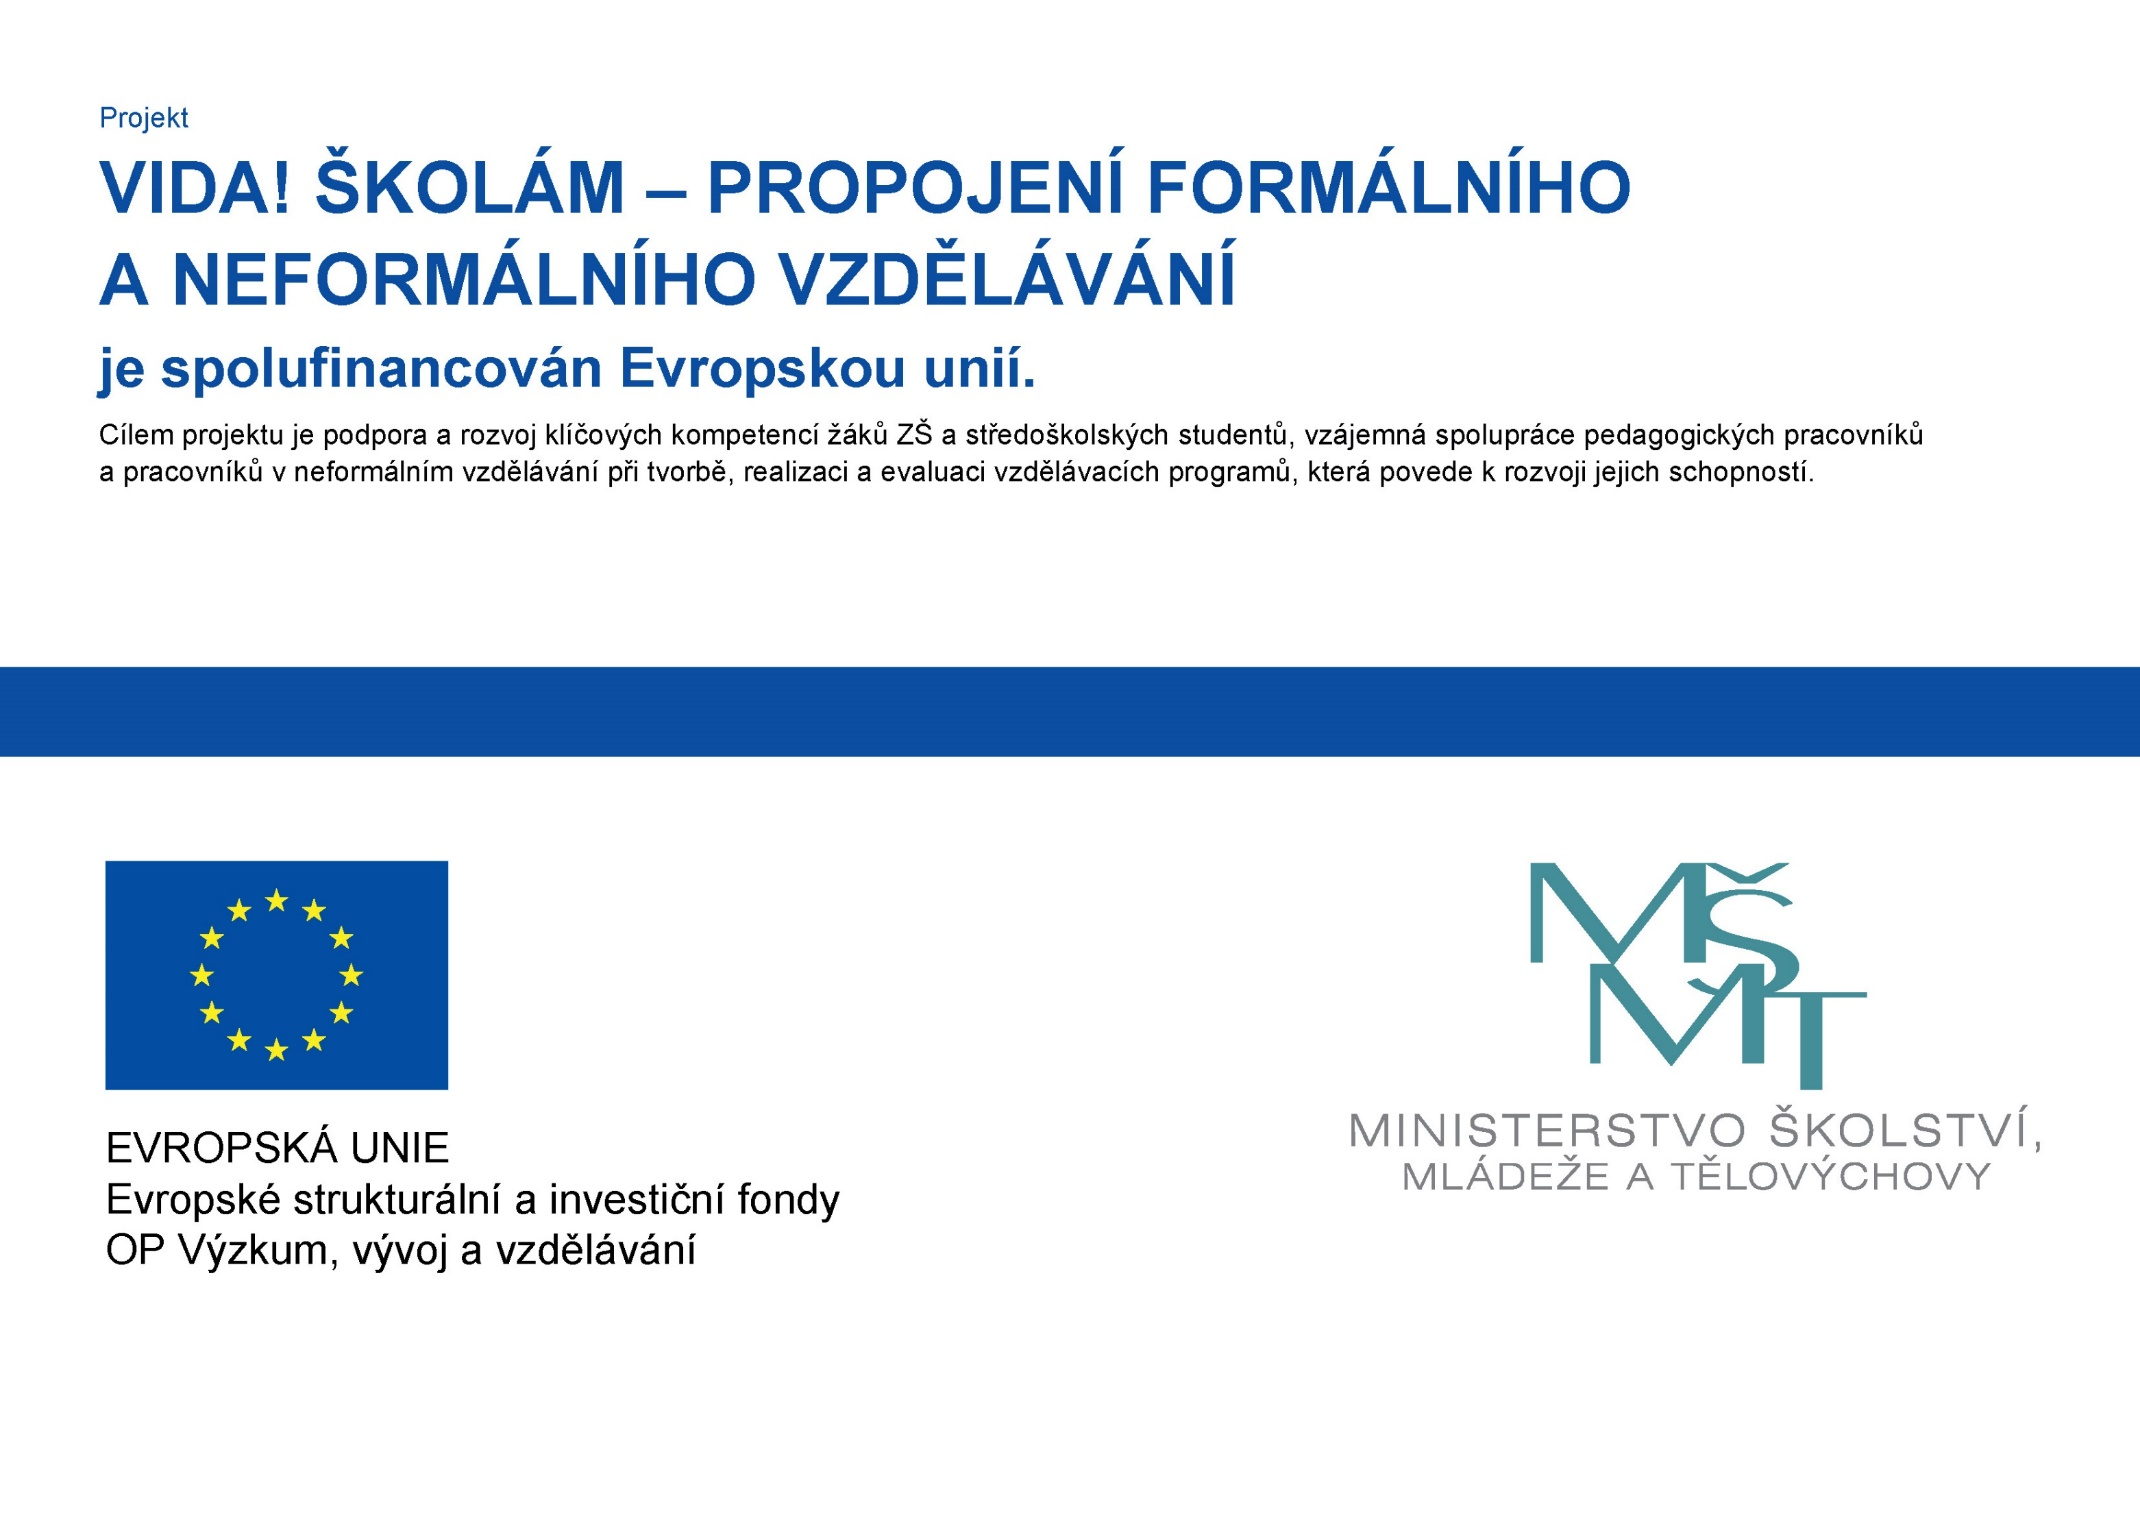 Projekt
VIDA! ŠKOLÁM – PROPOJENÍ FORMÁLNÍHO
A NEFORMÁLNÍHO VZDĚLÁVÁNÍ
je spolufinancován Evropskou unií.
Cílem projektu je podpora a rozvoj klíčových kompetencí žáků ZŠ a středoškolských studentů, vzájemná spolupráce pedagogických pracovníků
a pracovníků v neformálním vzdělávání při tvorbě, realizaci a evaluaci vzdělávacích programů, která povede k rozvoji jejich schopností.
EVROPSKÁ UNIE
Evropské strukturální a investiční fondy
OP Výzkum, vývoj a vzdělávání
MŠMT
MINISTERSTVO ŠKOLSTVÍ,
MLÁDEŽE A TĚLOVÝCHOVY